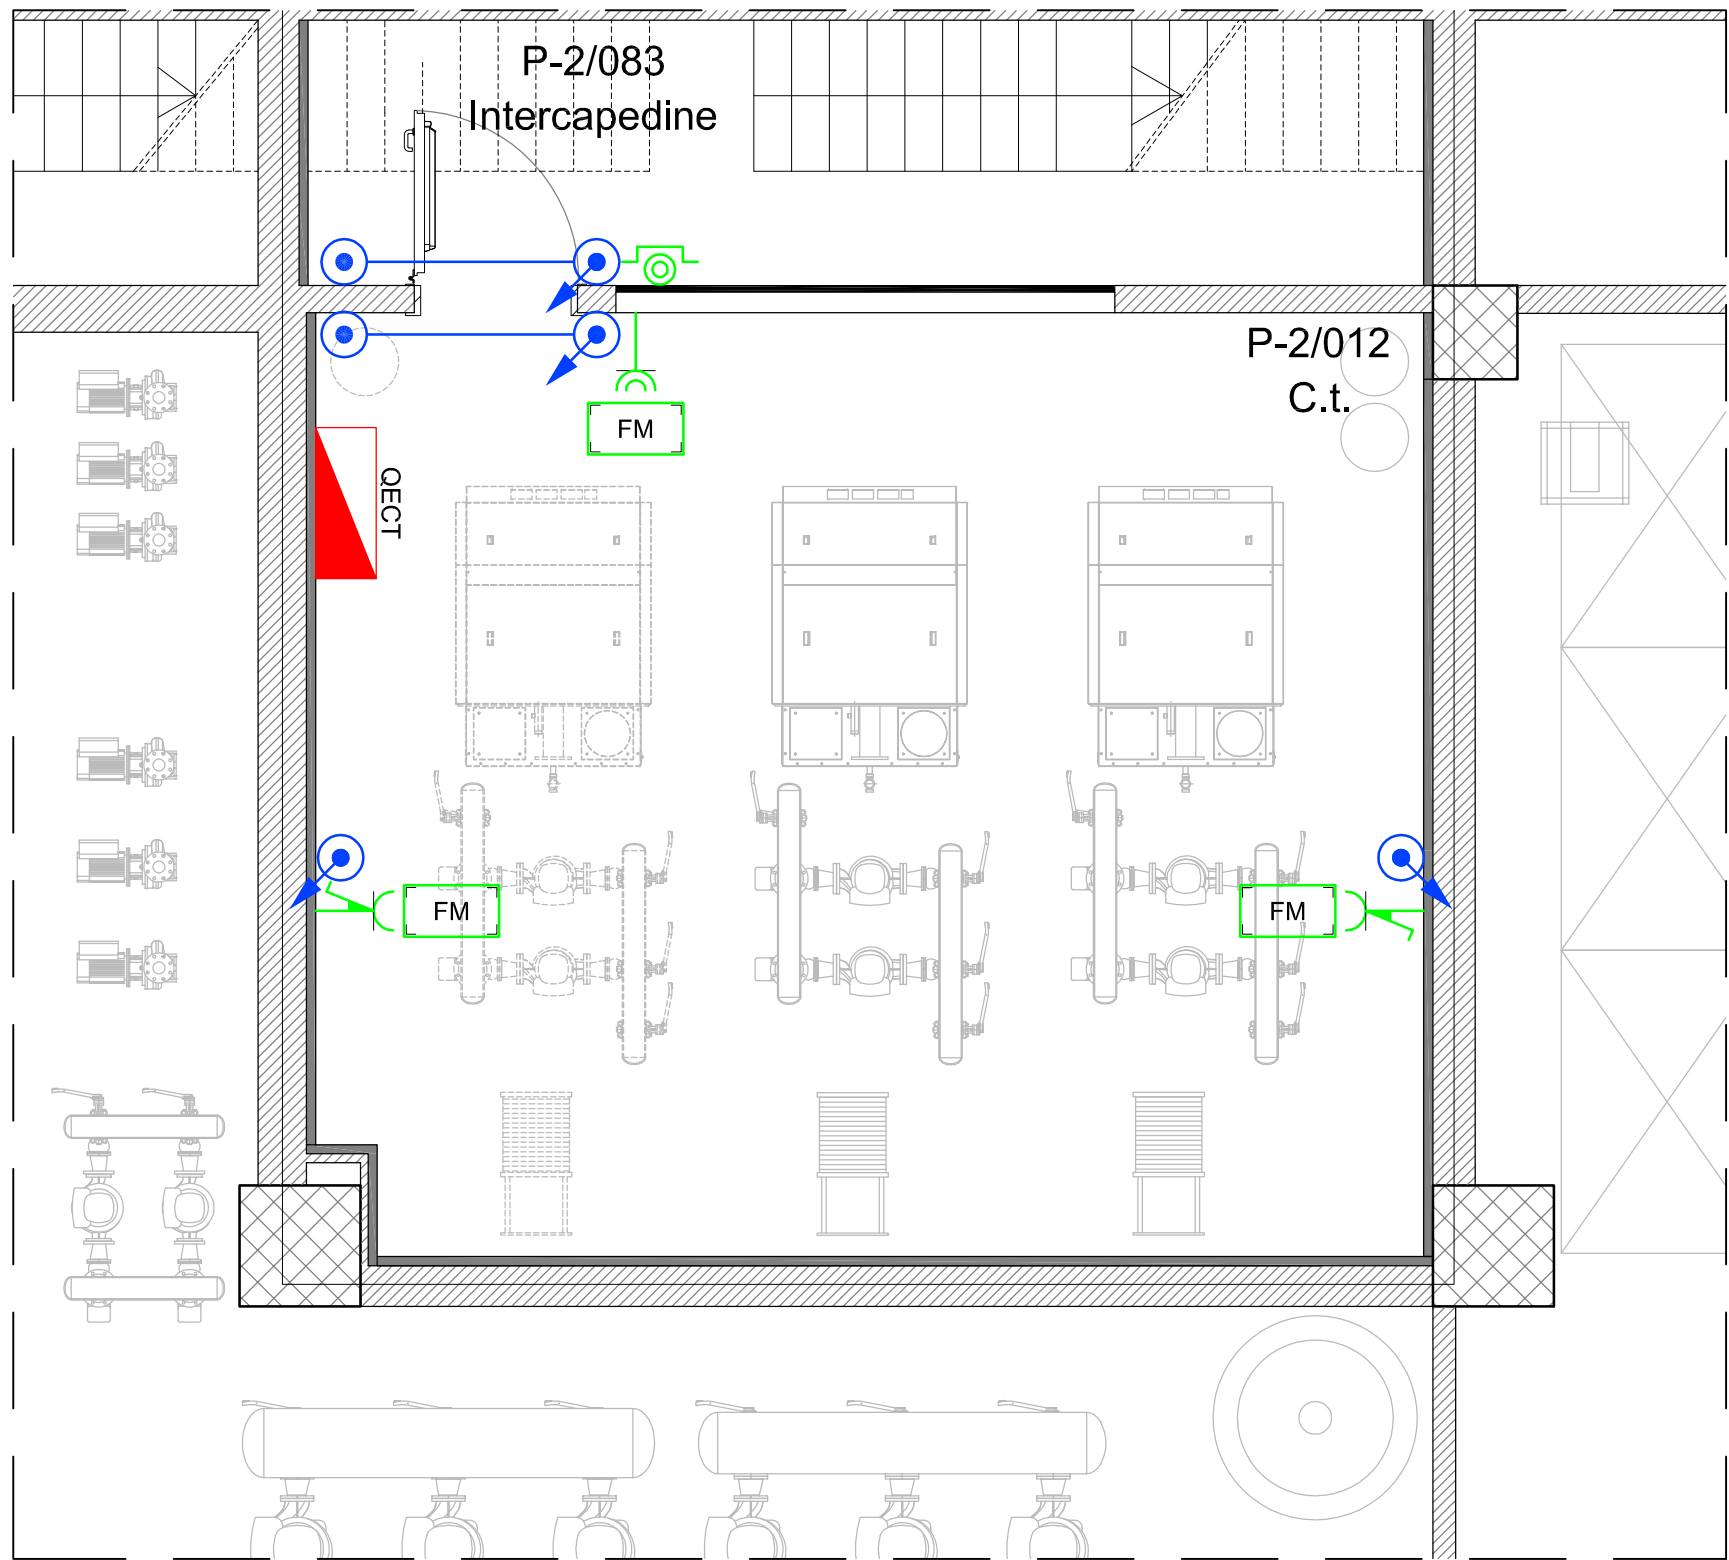 P-2/083
Intercapedine
P-2/012
C.t.
FM
QECT
FM
FM